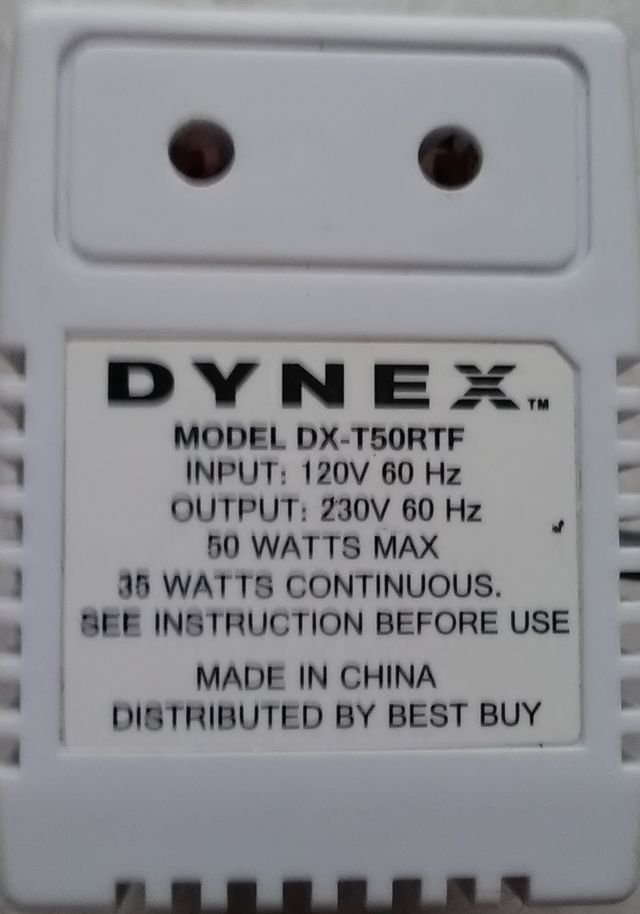 DYNEX™
MODEL DX-T50RTF
INPUT: 120V 60 Hz
OUTPUT: 230V 60 Hz
50 WATTS MAX
35 WATTS CONTINUOUS.
SEE INSTRUCTION BEFORE USE
MADE IN CHINA
DISTRIBUTED BY BEST BUY